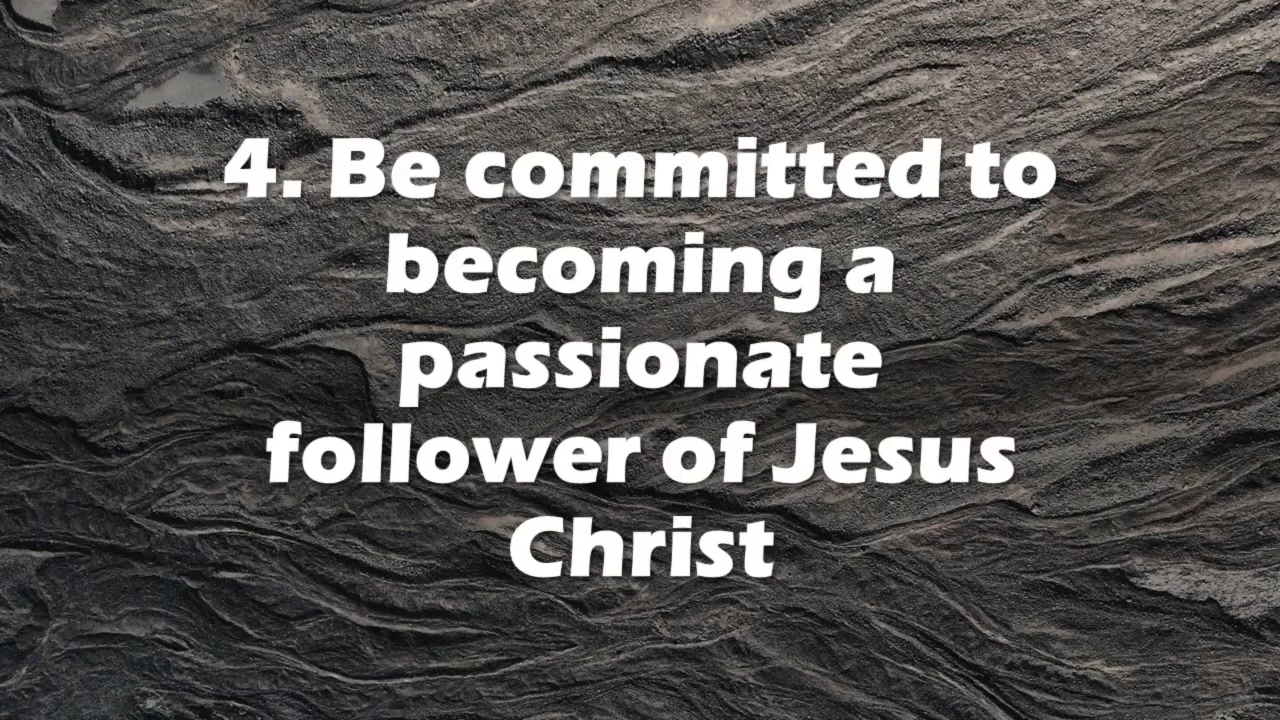 4. Be committed to
becoming a
passionate
follower of Jesus
Christ